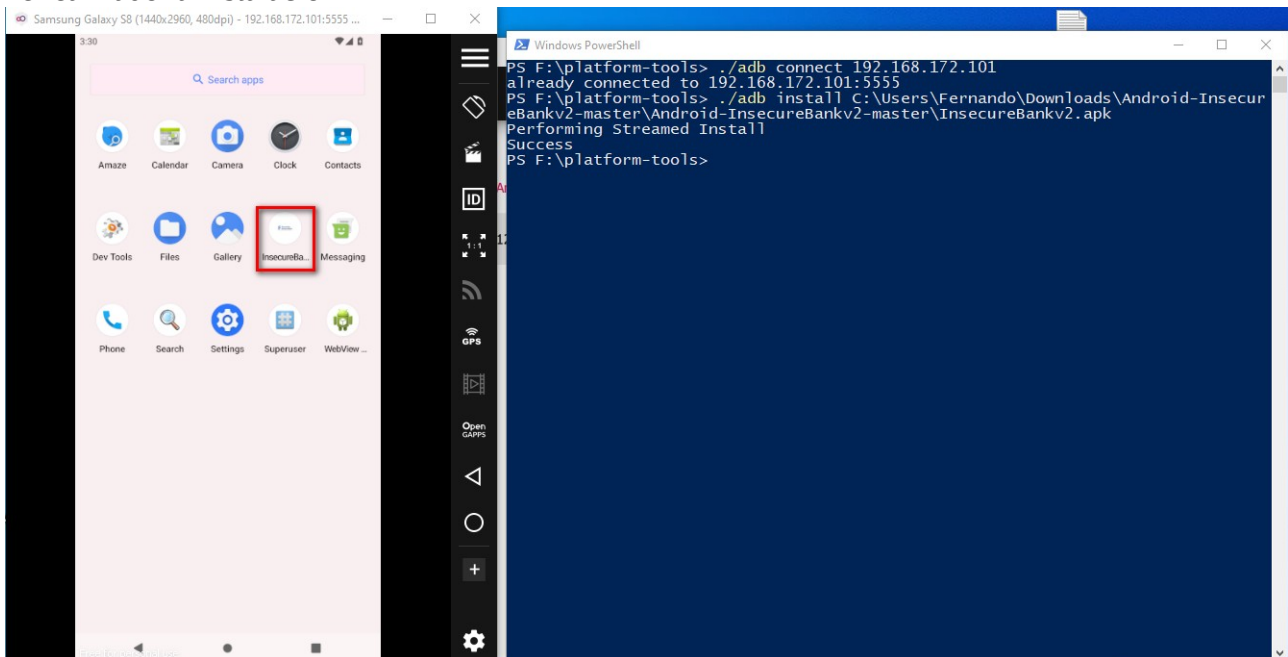 Samsung Galaxy S8 (1440x2960, 480dpi) - 192.168.172.101:5555 ...
3:30
Search apps
Amaze Calendar Camera Clock Contacts
Dev Tools Files Gallery InsecureBa... Messaging
Phone Search Settings Superuser WebView ...
ID
1:1
GPS
Open
GAPPS
Windows PowerShell
PS F:\platform-tools> ./adb connect 192.168.172.101
already connected to 192.168.172.101:5555
PS F:\platform-tools> ./adb install C:\Users\Fernando\Downloads\Android-Insecur
eBankv2-master\Android-InsecureBankv2-master\InsecureBankv2.apk
Performing Streamed Install
Success
PS F:\platform-tools>